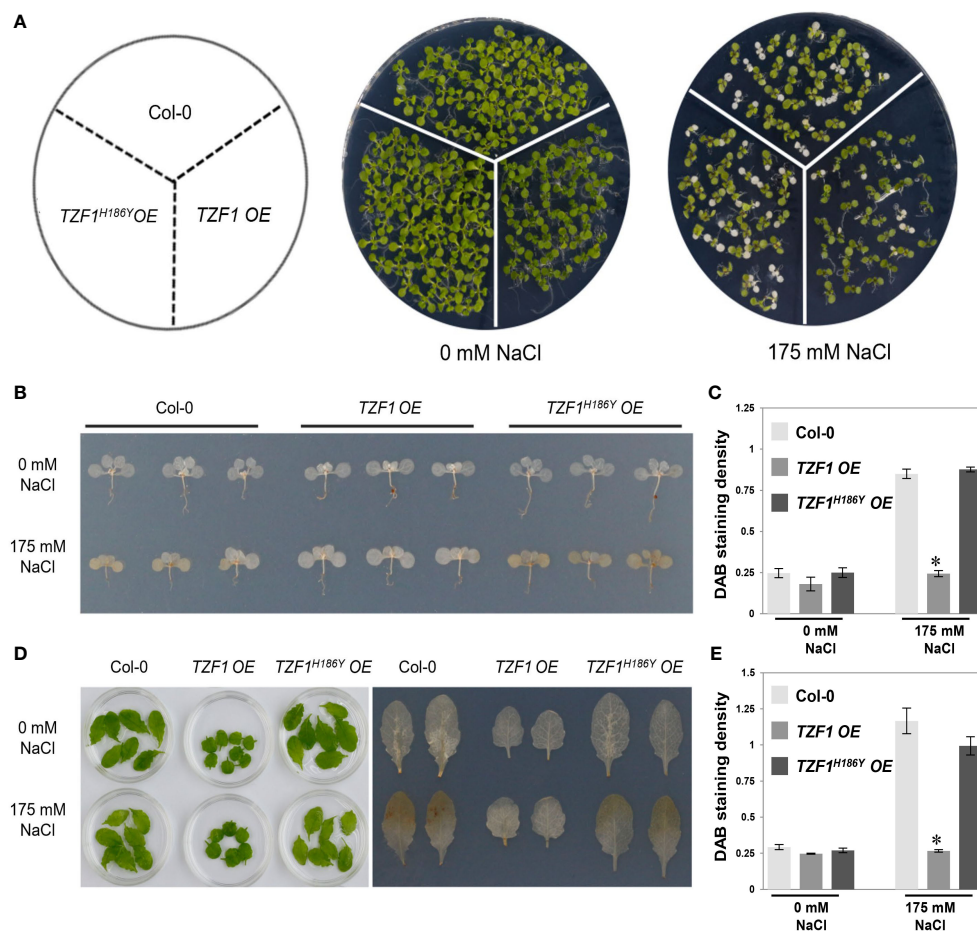 A
Col-0
TZF1H186Y OE
TZF1 OE
0 mM NaCl
175 mM NaCl
B
Col-0
TZF1 OE
TZF1H186Y OE
0 mM
NaCl
175 mM
NaCl
C
DAB staining density
1.25
1
0.75
0.50
0.25
0
Col-0
TZF1 OE
TZF1H186Y OE
*
0 mM
NaCl
175 mM
NaCl
D
Col-0
TZF1 OE
TZF1H186Y OE
Col-0
TZF1 OE
TZF1H186Y OE
0 mM
NaCl
175 mM
NaCl
E
DAB staining density
1.5
1.25
1
0.75
0.50
0.25
0
Col-0
TZF1 OE
TZF1H186Y OE
*
0 mM
NaCl
175 mM
NaCl